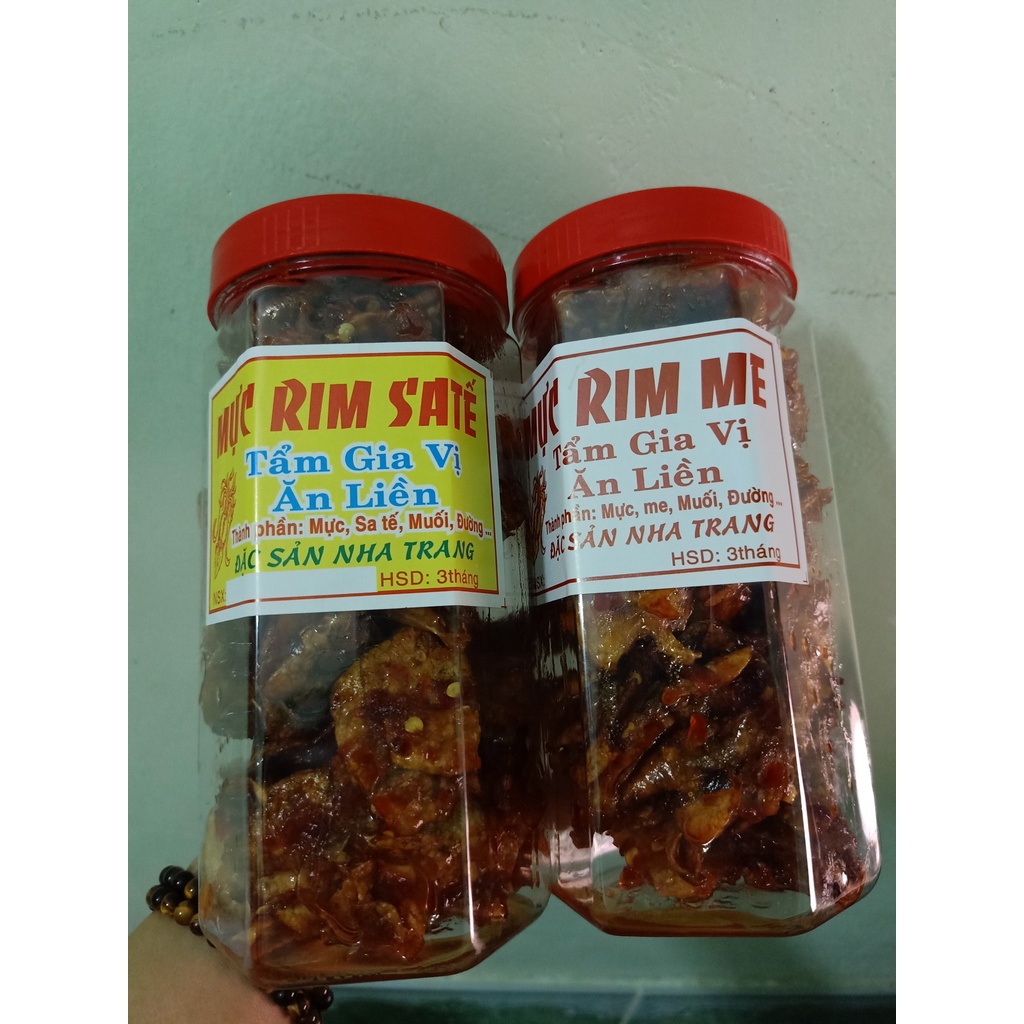 MỰC RIM SATẾ
Tẩm Gia Vị
Ăn Liền
Thành phần: Mực, Sa tế, Muối, Đường...
ĐẶC SẢN NHA TRANG
NSX:
HSD: 3tháng
MỰC RIM ME
Tẩm Gia Vị
Ăn Liền
Thành phần: Mực, me, Muối, Đường...
ĐẶC SẢN NHA TRANG
NSX:
HSD: 3tháng